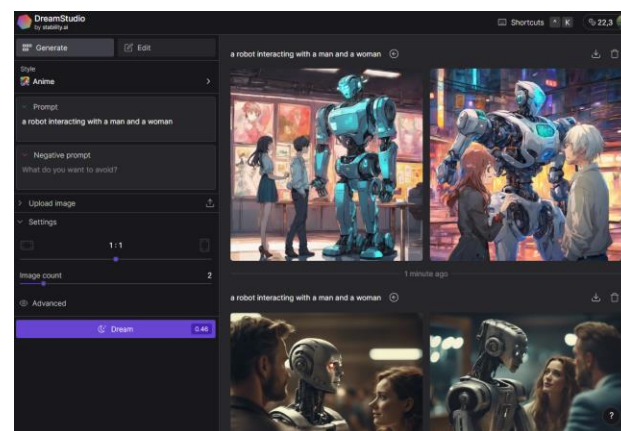 DreamStudio
by stability.ai
Shortcuts ^ K
22,3
Generate
Edit
Style
Anime
Prompt
a robot interacting with a man and a woman
Negative prompt
What do you want to avoid?
Upload image
Settings
1:1
Image count 2
Advanced
Dream 0.46
a robot interacting with a man and a woman
1 minute ago
a robot interacting with a man and a woman
?